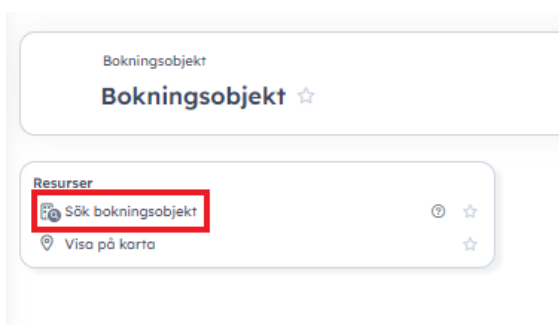 Bokningsobjekt
Bokningsobjekt
Resurser
Sök bokningsobjekt
Visa på karta